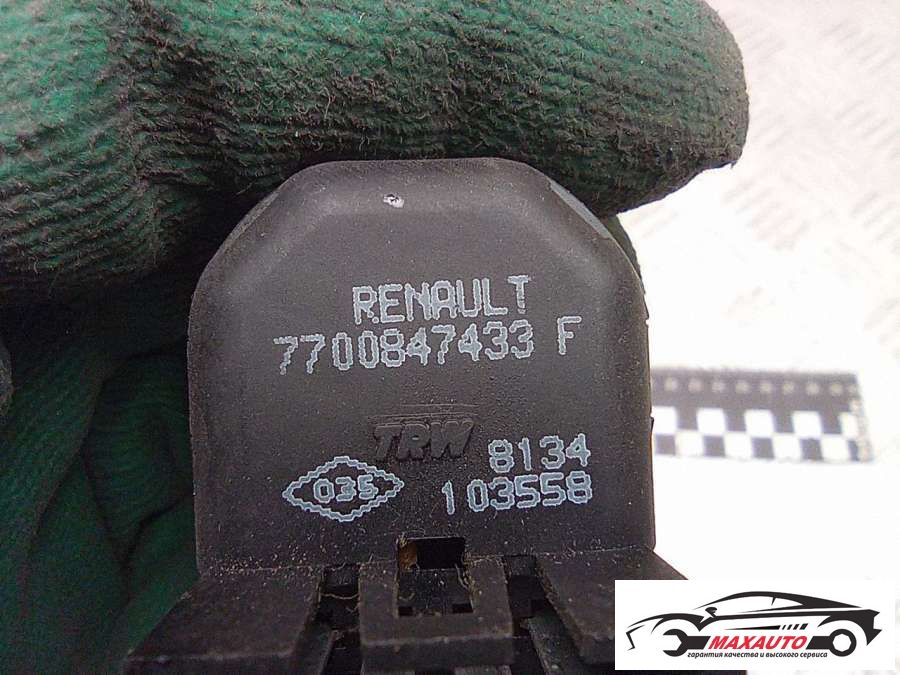 RENAULT
7700847433 F
TRW
8134
035
103558
MAXAUTO
гарантия качества и высокого сервиса